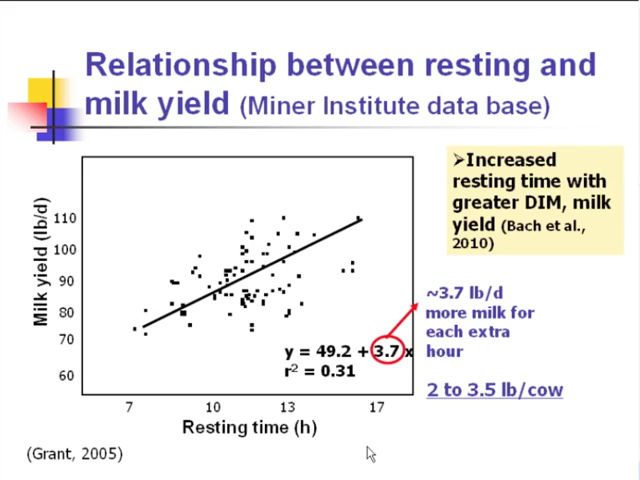 Relationship between resting and
milk yield (Miner Institute data base)
➢Increased
resting time with
greater DIM, milk
yield (Bach et al.,
2010)
Milk yield (lb/d)
110
100
90
80
70
60
y = 49.2 + 3.7 x
r² = 0.31
~3.7 lb/d
more milk for
each extra
hour
2 to 3.5 lb/cow
7 10 13 17
Resting time (h)
(Grant, 2005)